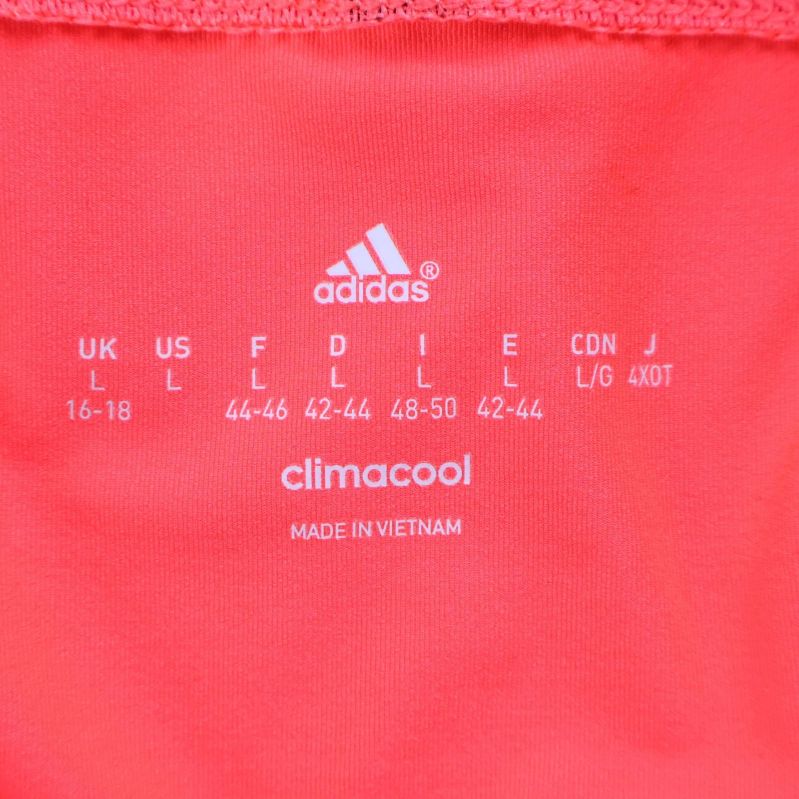 adidas®
UK US F D I E CDN J
L L L L L L L/G 4XOT
16-18 44-46 42-44 48-50 42-44
climacool
MADE IN VIETNAM